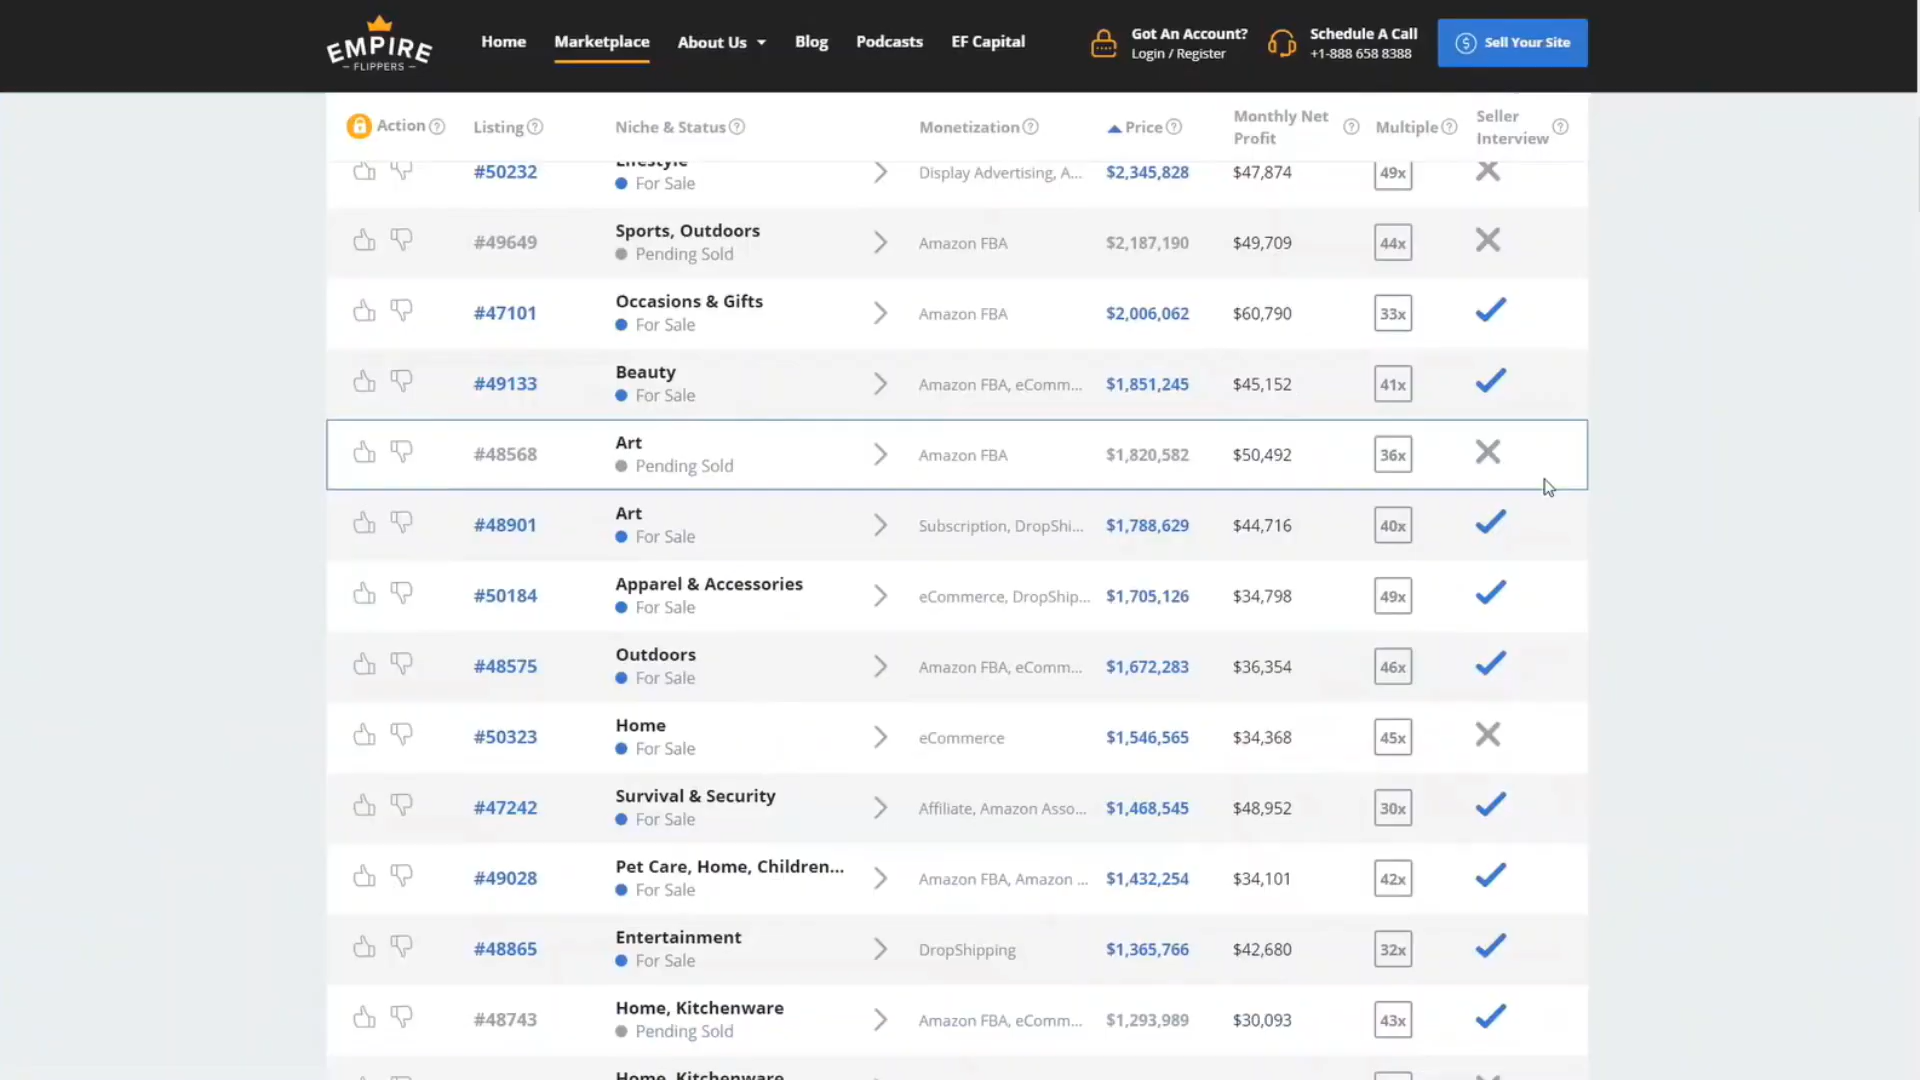 EMPIRE
FLIPPERS
Home
Marketplace
About Us
Blog
Podcasts
EF Capital
Got An Account?
Login / Register
Schedule A Call
+1-888 658 8388
Sell Your Site
Action
Listing
Niche & Status
Monetization
Price
Monthly Net
Profit
Multiple
Seller
Interview
#50232
Lifestyle
For Sale
Display Advertising, A...
$2,345,828
$47,874
49x
#49649
Sports, Outdoors
Pending Sold
Amazon FBA
$2,187,190
$49,709
44x
#47101
Occasions & Gifts
For Sale
Amazon FBA
$2,006,062
$60,790
33x
#49133
Beauty
For Sale
Amazon FBA, eComm...
$1,851,245
$45,152
41x
#48568
Art
Pending Sold
Amazon FBA
$1,820,582
$50,492
36x
#48901
Art
For Sale
Subscription, DropShi...
$1,788,629
$44,716
40x
#50184
Apparel & Accessories
For Sale
eCommerce, DropShip...
$1,705,126
$34,798
49x
#48575
Outdoors
For Sale
Amazon FBA, eComm...
$1,672,283
$36,354
46x
#50323
Home
For Sale
eCommerce
$1,546,565
$34,368
45x
#47242
Survival & Security
For Sale
Affiliate, Amazon Asso...
$1,468,545
$48,952
30x
#49028
Pet Care, Home, Children...
For Sale
Amazon FBA, Amazon ...
$1,432,254
$34,101
42x
#48865
Entertainment
For Sale
DropShipping
$1,365,766
$42,680
32x
#48743
Home, Kitchenware
Pending Sold
Amazon FBA, eComm...
$1,293,989
$30,093
43x
Home, Kitchenware